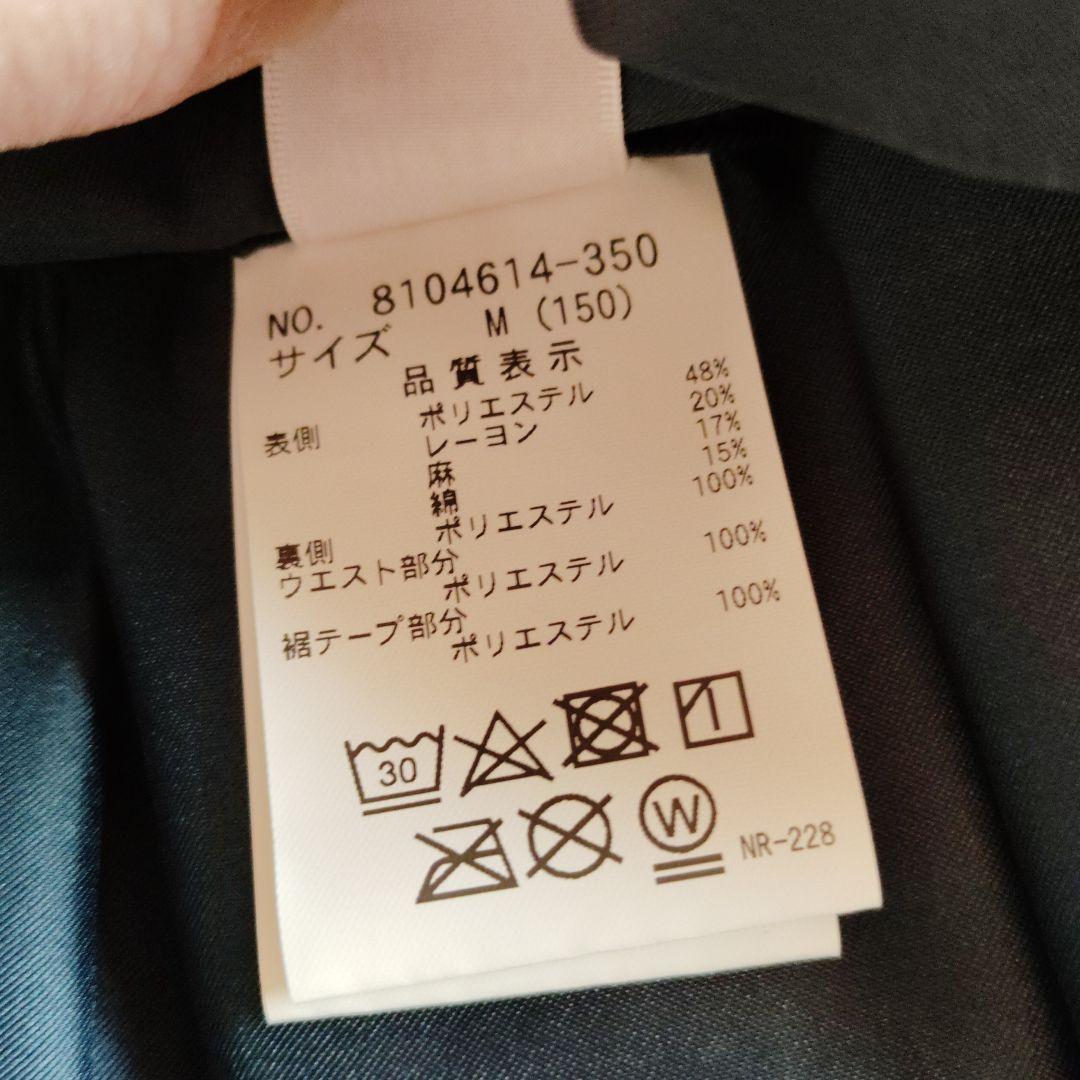 NO. 8104614-350
サイズ M (150)
品質表示
表側 ポリエステル 48%
レーヨン 20%
麻 17%
綿 15%
裏側 ポリエステル 100%
ウエスト部分
ポリエステル 100%
裾テープ部分
ポリエステル 100%
30
W NR-228